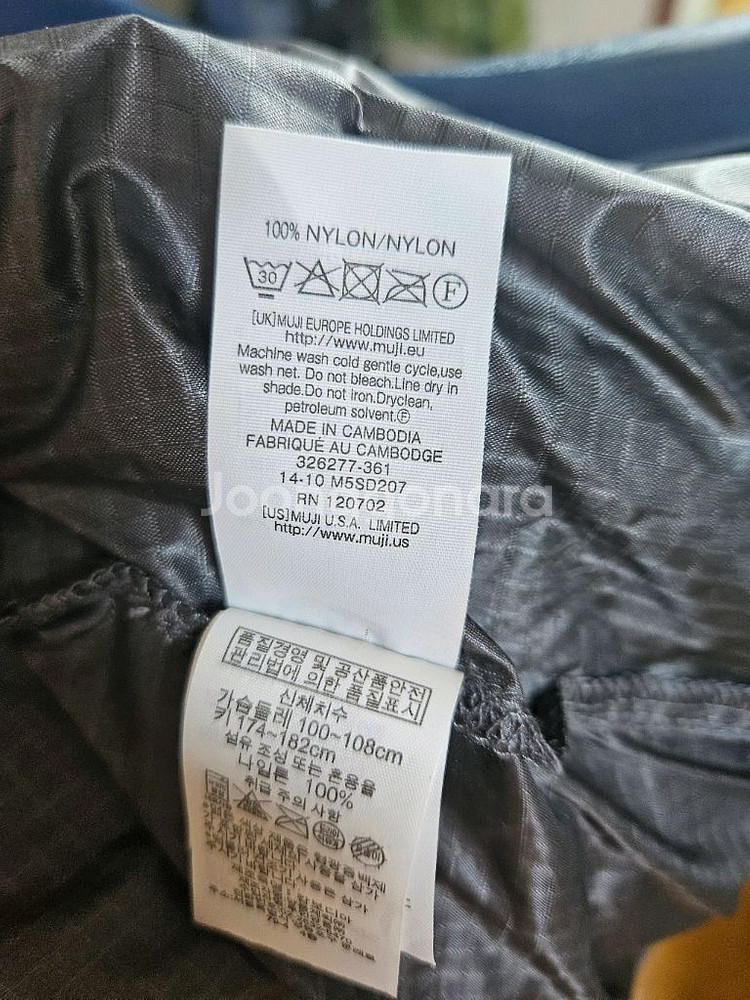 100% NYLON/NYLON
30 F
[UK]MUJI EUROPE HOLDINGS LIMITED
http://www.muji.eu
Machine wash cold gentle cycle,use
wash net. Do not bleach.Line dry in
shade.Do not iron.Dryclean,
petroleum solvent.Ⓕ
MADE IN CAMBODIA
FABRIQUÉ AU CAMBODGE
326277-361
14-10 M5SD207
RN 120702
[US]MUJI U.S.A. LIMITED
http://www.muji.us
Joonggonara
품질경영 및 공산품안전
관리법에 의한 품질표시
신체치수
가슴둘레 100~108cm
키 174~182cm
섬유 조성 또는 혼용율
나일론 100%
취급 주의 사항